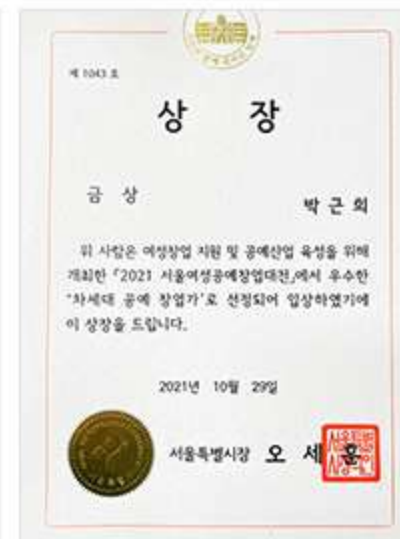 제 1043 호
상 장
금 상
박 근 희
위 사람은 여성창업 지원 및 공예산업 육성을 위해
개최한 「2021 서울여성공예창업대전」에서 우수한
"차세대 공예 창업가"로 선정되어 입상하였기에
이 상장을 드립니다.
2021년 10월 29일
서울특별시장 오 세 훈